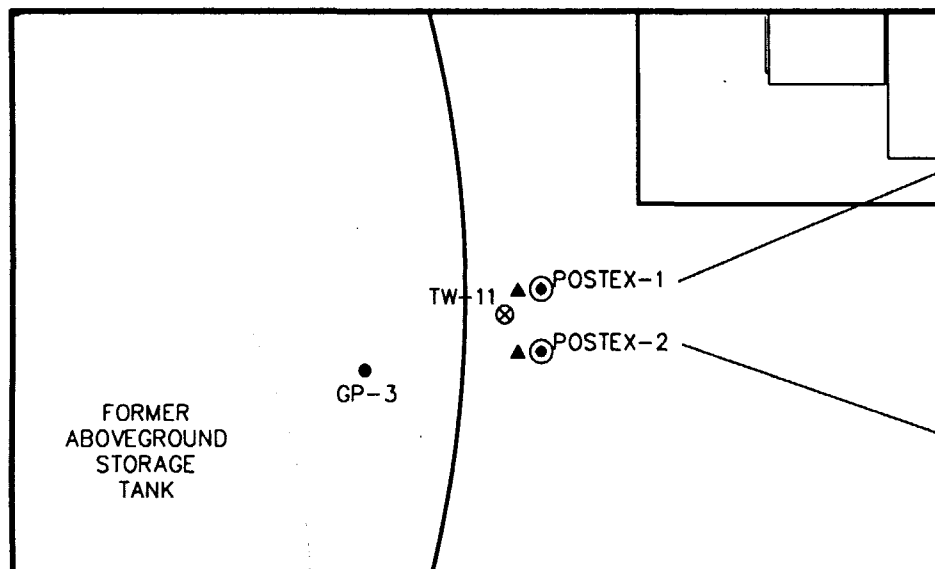 POSTEX-1
TW-11
POSTEX-2
GP-3
FORMER
ABOVEGROUND
STORAGE
TANK